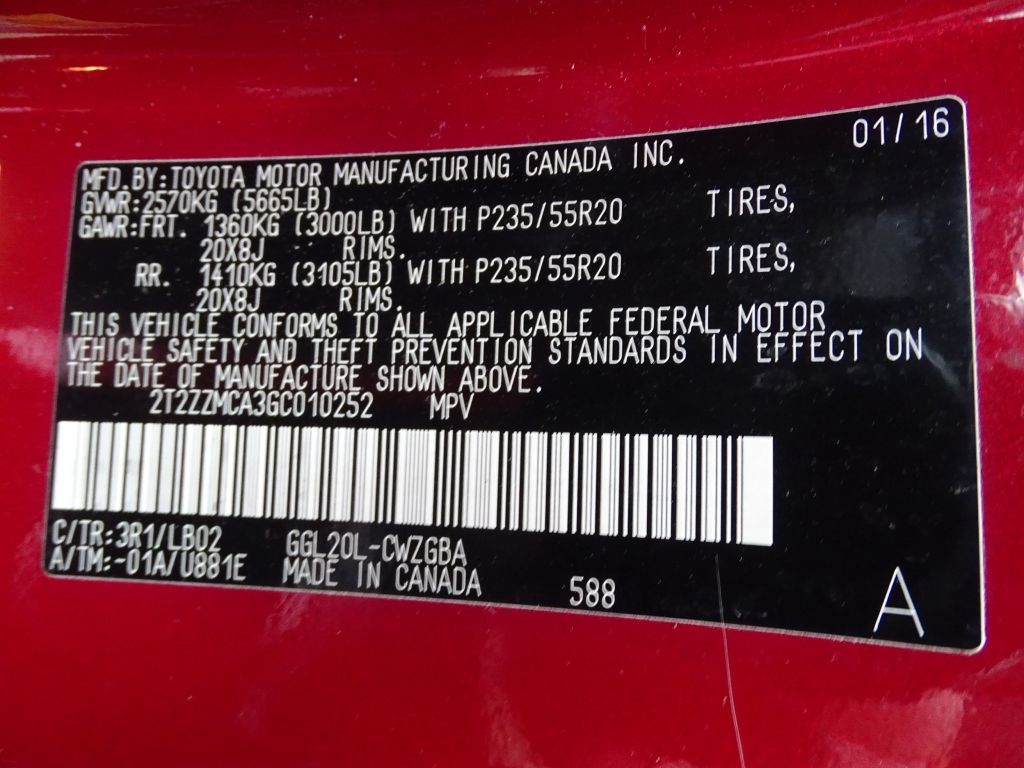 01/16
MFD.BY:TOYOTA MOTOR MANUFACTURING CANADA INC.
GVWR:2570KG (5665LB)
GAWR:FRT. 1360KG (3000LB) WITH P235/55R20 TIRES,
20X8J RIMS.
RR. 1410KG (3105LB) WITH P235/55R20 TIRES,
20X8J RIMS.
THIS VEHICLE CONFORMS TO ALL APPLICABLE FEDERAL MOTOR
VEHICLE SAFETY AND THEFT PREVENTION STANDARDS IN EFFECT ON
THE DATE OF MANUFACTURE SHOWN ABOVE.
2T2ZZMCA3GC010252 MPV
C/TR:3R1/LB02 GGL20L-CWZGBA
A/TM:-01A/U881E MADE IN CANADA 588
A